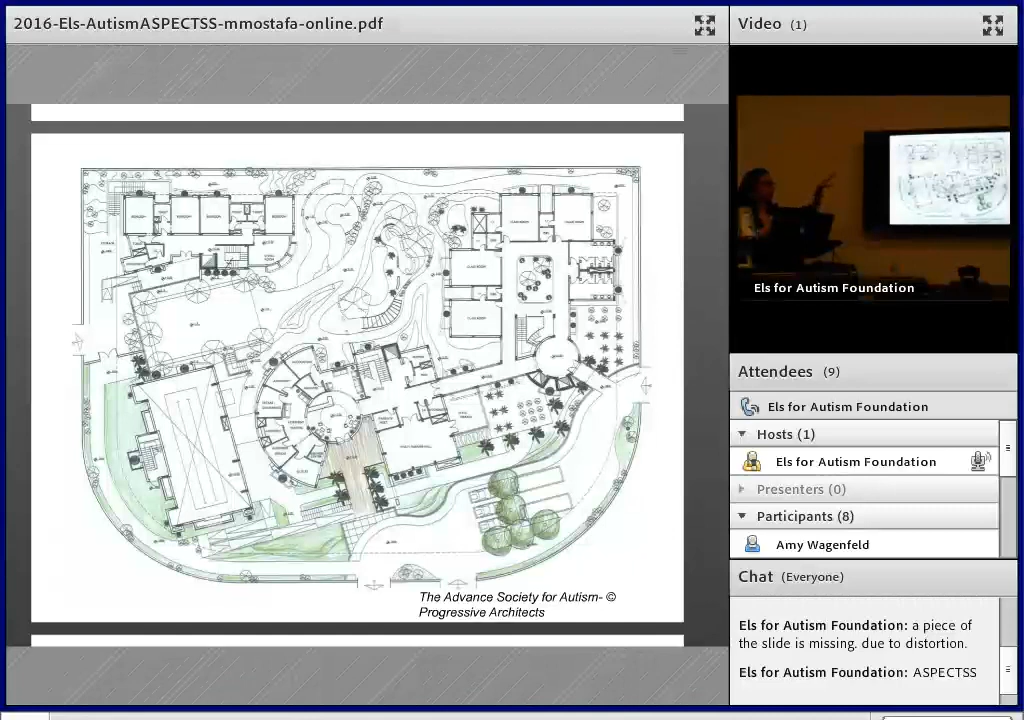 2016-Els-AutismASPECTSS-mmostafa-online.pdf
The Advance Society for Autism- ©
Progressive Architects
Video (1)
Els for Autism Foundation
Attendees (9)
Els for Autism Foundation
Hosts (1)
Els for Autism Foundation
Presenters (0)
Participants (8)
Amy Wagenfeld
Chat (Everyone)
Els for Autism Foundation: a piece of
the slide is missing. due to distortion.
Els for Autism Foundation: ASPECTSS